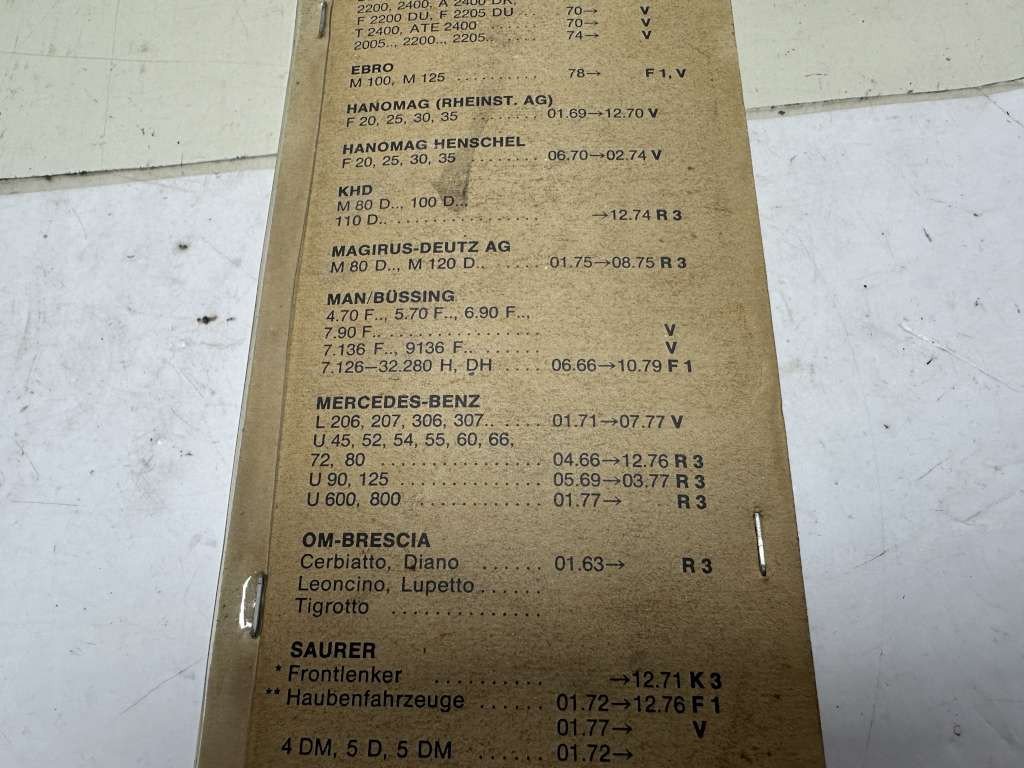 2200, 2400, A 2400 DK,
F 2200 DU, F 2205 DU ... 70→ V
T 2400, ATE 2400 ...... 70→ V
2005.., 2200.., 2205.. ...... 74→ V
EBRO
M 100, M 125 .......... 78→ F 1, V
HANOMAG (RHEINST. AG)
F 20, 25, 30, 35 ........ 01.69→12.70 V
HANOMAG HENSCHEL
F 20, 25, 30, 35 ........ 06.70→02.74 V
KHD
M 80 D.., 100 D..,
110 D.. ................ →12.74 R 3
MAGIRUS-DEUTZ AG
M 80 D.., M 120 D.. ...... 01.75→08.75 R 3
MAN/BÜSSING
4.70 F.., 5.70 F.., 6.90 F..,
7.90 F.. ................ V
7.136 F.., 9136 F.. ....... V
7.126—32.280 H, DH .... 06.66→10.79 F 1
MERCEDES-BENZ
L 206, 207, 306, 307.. ..... 01.71→07.77 V
U 45, 52, 54, 55, 60, 66,
72, 80 ................ 04.66→12.76 R 3
U 90, 125 ............... 05.69→03.77 R 3
U 600, 800 .............. 01.77→ R 3
OM-BRESCIA
Cerbiatto, Diano ...... 01.63→ R 3
Leoncino, Lupetto ......
Tigrotto ..............
SAURER
* Frontlenker .......... →12.71 K 3
** Haubenfahrzeuge ...... 01.72→12.76 F 1
01.77→ V
4 DM, 5 D, 5 DM ....... 01.72→